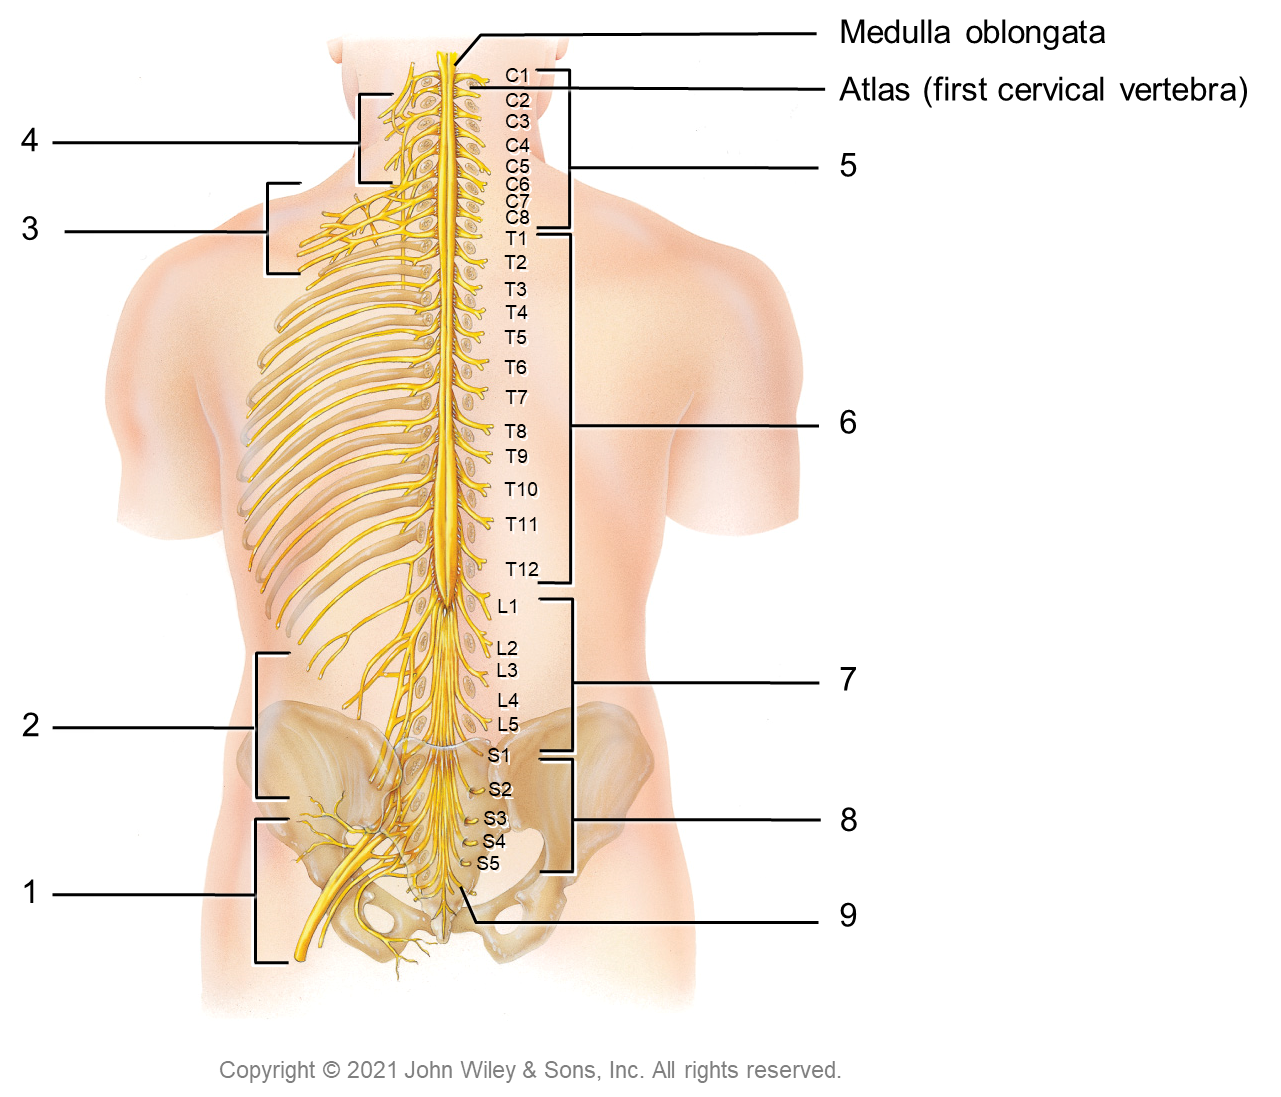 Medulla oblongata
Atlas (first cervical vertebra)
C1
C2
C3
C4
C5
C6
C7
C8
T1
T2
T3
T4
T5
T6
T7
T8
T9
T10
T11
T12
L1
L2
L3
L4
L5
S1
S2
S3
S4
S5
4
3
2
1
5
6
7
8
9
Copyright © 2021 John Wiley & Sons, Inc. All rights reserved.